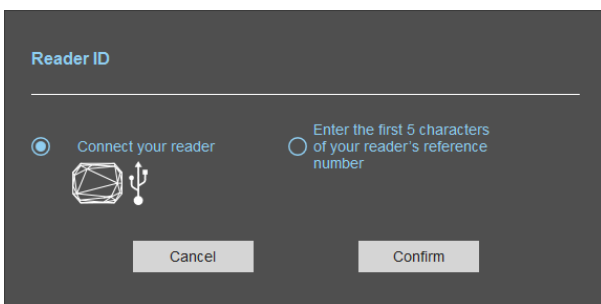 Reader ID
Connect your reader
Enter the first 5 characters
of your reader's reference
number
Cancel
Confirm